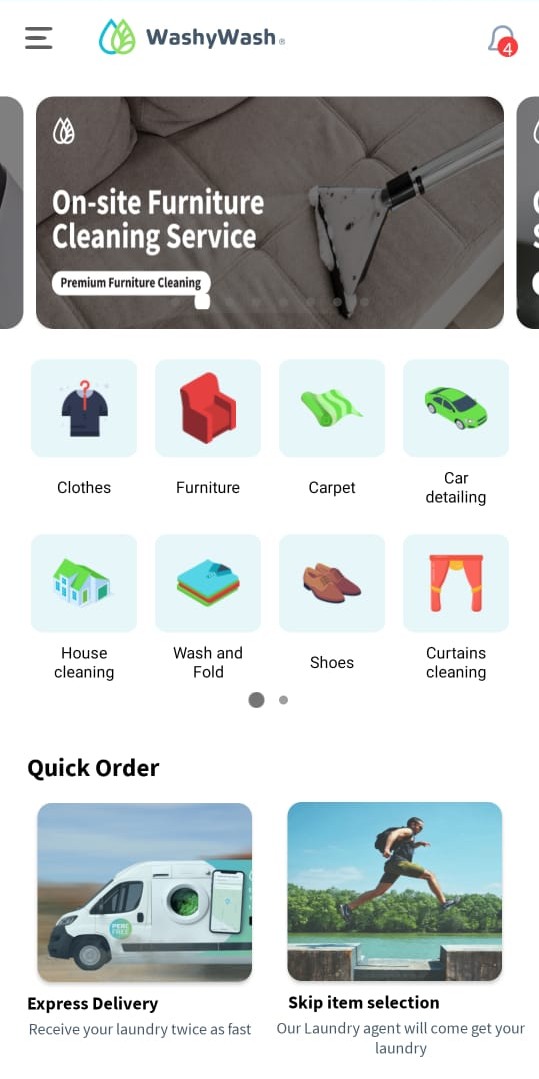 WashyWash®
4
On-site Furniture
Cleaning Service
Premium Furniture Cleaning
Clothes
Furniture
Carpet
Car
detailing
House
cleaning
Wash and
Fold
Shoes
Curtains
cleaning
Quick Order
PERC
FREE
Express Delivery
Receive your laundry twice as fast
Skip item selection
Our Laundry agent will come get your
laundry